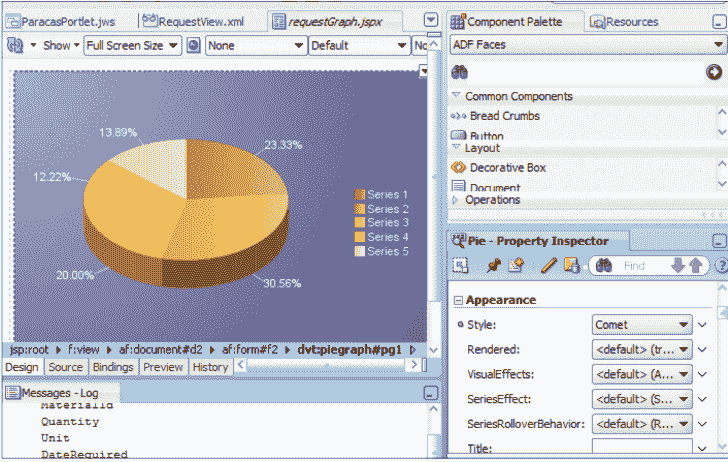 ParacasPortlet.jws
RequestView.xml
requestGraph.jspx
Show
Full Screen Size
None
Default
No
13.89%
23.33%
12.22%
20.00%
30.56%
Series 1
Series 2
Series 3
Series 4
Series 5
jsp:root
f:view
af:document#d2
af:form#f2
dvt:piegraph#pg1
Design
Source
Bindings
Preview
History
Messages - Log
MaterialId
Quantity
Unit
DateRequired
Component Palette
Resources
ADF Faces
Common Components
Bread Crumbs
Button
Layout
Decorative Box
Document
Operations
Pie - Property Inspector
Find
Appearance
Style:
Comet
Rendered:
<default> (tr...
VisualEffects:
<default> (A...
SeriesEffect:
<default> (S...
SeriesRolloverBehavior:
<default> (R...
Title: